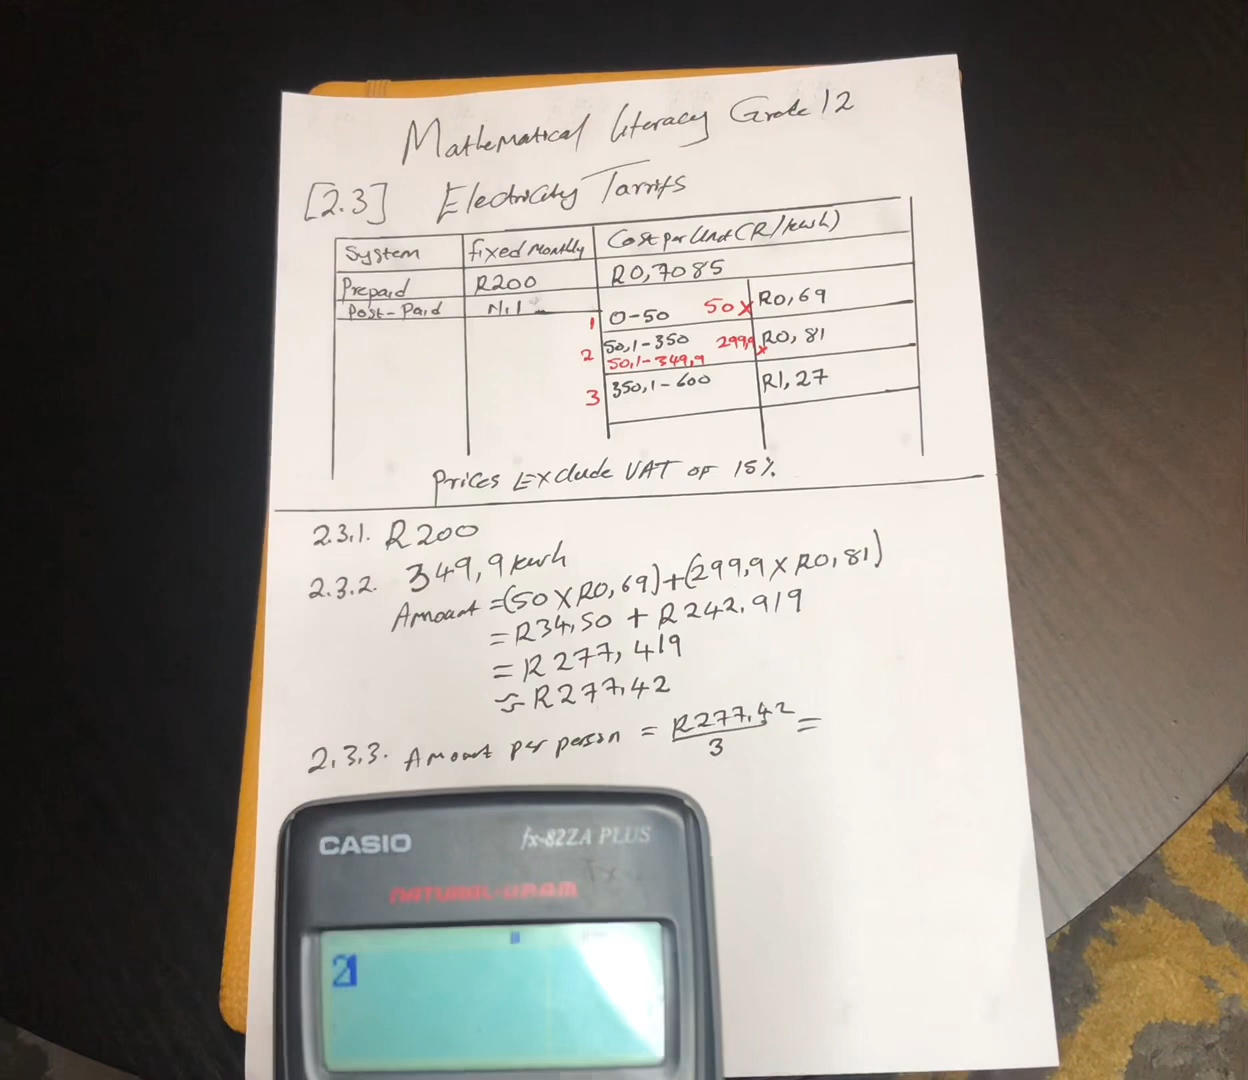 Mathematical Literacy Grade 12
[2.3] Electricity Tarrifs
System fixed Monthly Cost per Unit (R/kwh)
Prepaid R200 R0,7085
Post-Paid Nil
1 0-50 50x R0,69
2 50,1-350 299,9x R0,81
50,1-349,9
3 350,1-600 R1,27
Prices Exclude VAT of 15%
2.3.1. R200
2.3.2. 349,9 kwh
Amount =(50 X R0,69)+(299,9 X R0,81)
= R34,50 + R242.919
= R277,419
≈ R277,42
2.3.3. Amount per person = R277,42/3 =
CASIO fx-82ZA PLUS
NATURAL-V.P.A.M.
2